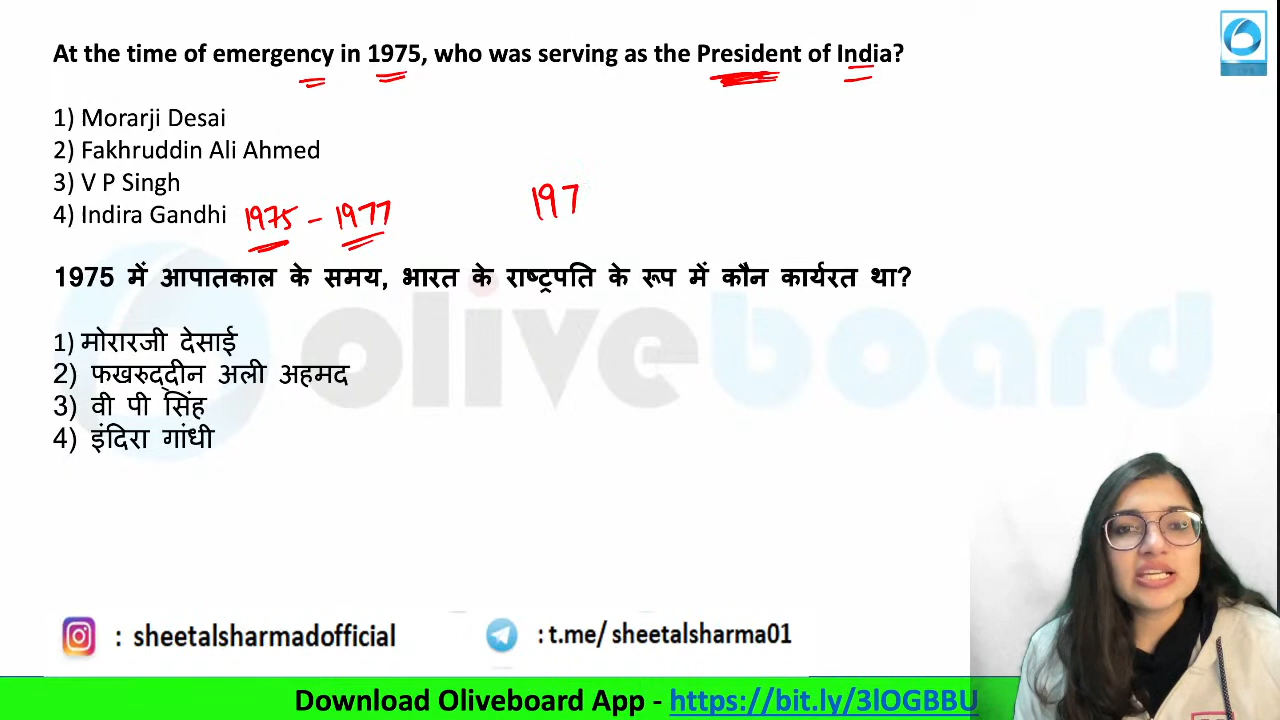 At the time of emergency in 1975, who was serving as the President of India?
1) Morarji Desai
2) Fakhruddin Ali Ahmed
3) V P Singh
4) Indira Gandhi 1975 - 1977
197
1975 में आपातकाल के समय, भारत के राष्ट्रपति के रूप में कौन कार्यरत था?
oliveboard
1) मोरारजी देसाई
2) फखरुद्दीन अली अहमद
3) वी पी सिंह
4) इंदिरा गांधी
: sheetalsharmadofficial
: t.me/ sheetalsharma01
Download Oliveboard App - https://bit.ly/3lOGBBU